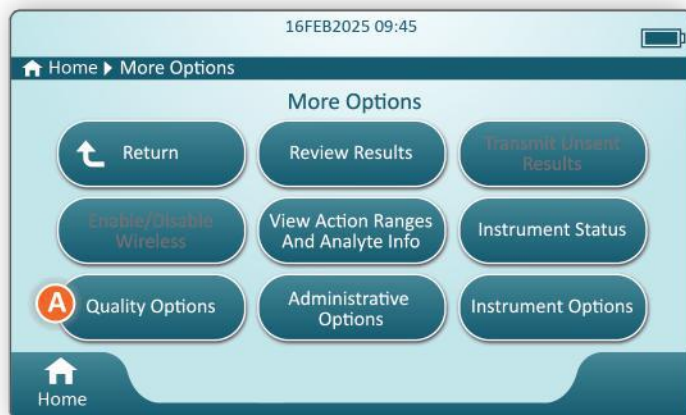 16FEB2025 09:45
Home ▶ More Options
More Options
Return
Review Results
Transmit Unsent
Results
Enable/Disable
Wireless
View Action Ranges
And Analyte Info
Instrument Status
A
Quality Options
Administrative
Options
Instrument Options
Home